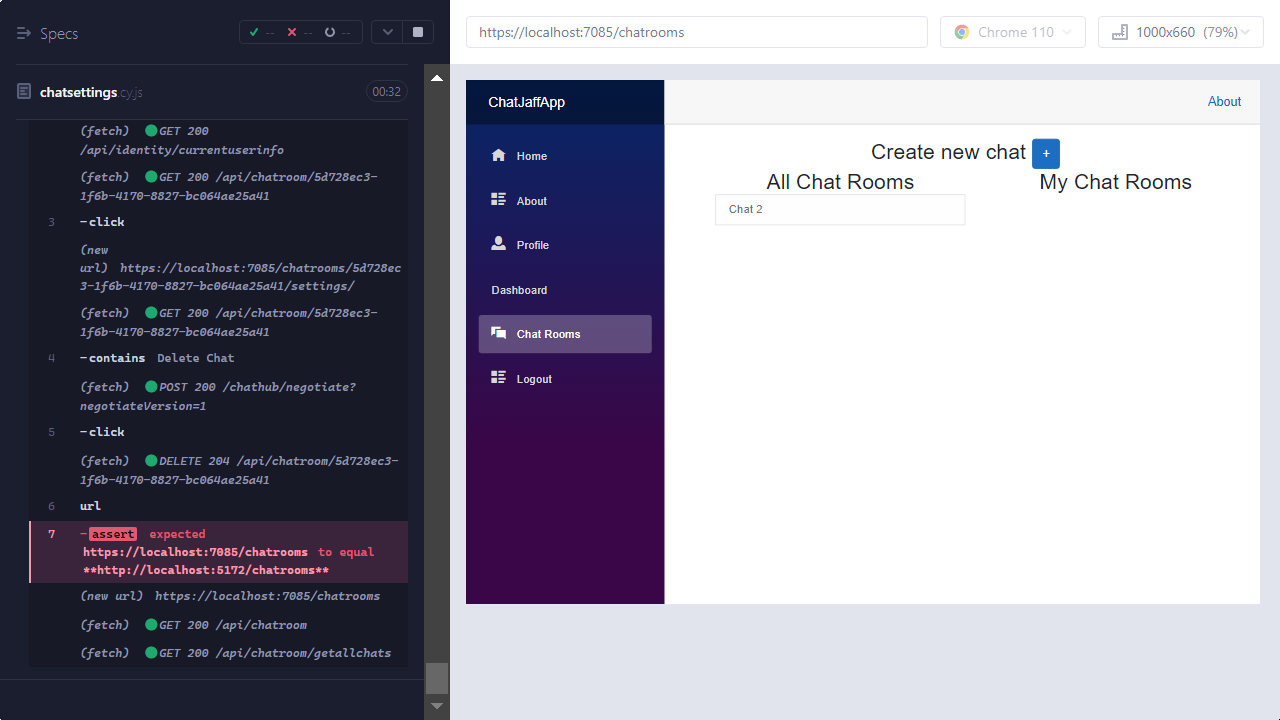 Specs
-- -- --
chatsettings.cy.js 00:32
(fetch) GET 200
/api/identity/currentuserinfo
(fetch) GET 200 /api/chatroom/5d728ec3-
1f6b-4170-8827-bc064ae25a41
3 -click
(new
url) https://localhost:7085/chatrooms/5d728ec
3-1f6b-4170-8827-bc064ae25a41/settings/
(fetch) GET 200 /api/chatroom/5d728ec3-
1f6b-4170-8827-bc064ae25a41
4 -contains Delete Chat
(fetch) POST 200 /chathub/negotiate?
negotiateVersion=1
5 -click
(fetch) DELETE 204 /api/chatroom/5d728ec3-
1f6b-4170-8827-bc064ae25a41
6 url
7 -assert expected
https://localhost:7085/chatrooms to equal
**http://localhost:5172/chatrooms**
(new url) https://localhost:7085/chatrooms
(fetch) GET 200 /api/chatroom
(fetch) GET 200 /api/chatroom/getallchats
https://localhost:7085/chatrooms
Chrome 110
1000x660 (79%)
ChatJaffApp
Home
About
Profile
Dashboard
Chat Rooms
Logout
About
Create new chat +
All Chat Rooms
Chat 2
My Chat Rooms